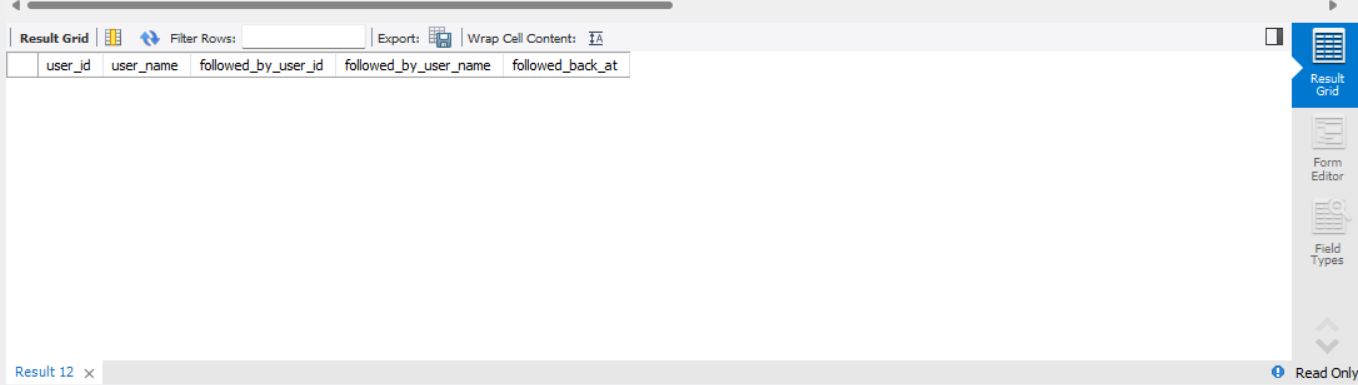 Result Grid Filter Rows: Export: Wrap Cell Content: IA
user_id user_name followed_by_user_id followed_by_user_name followed_back_at
Result
Grid
Form
Editor
Field
Types
Result 12 ×
Read Only